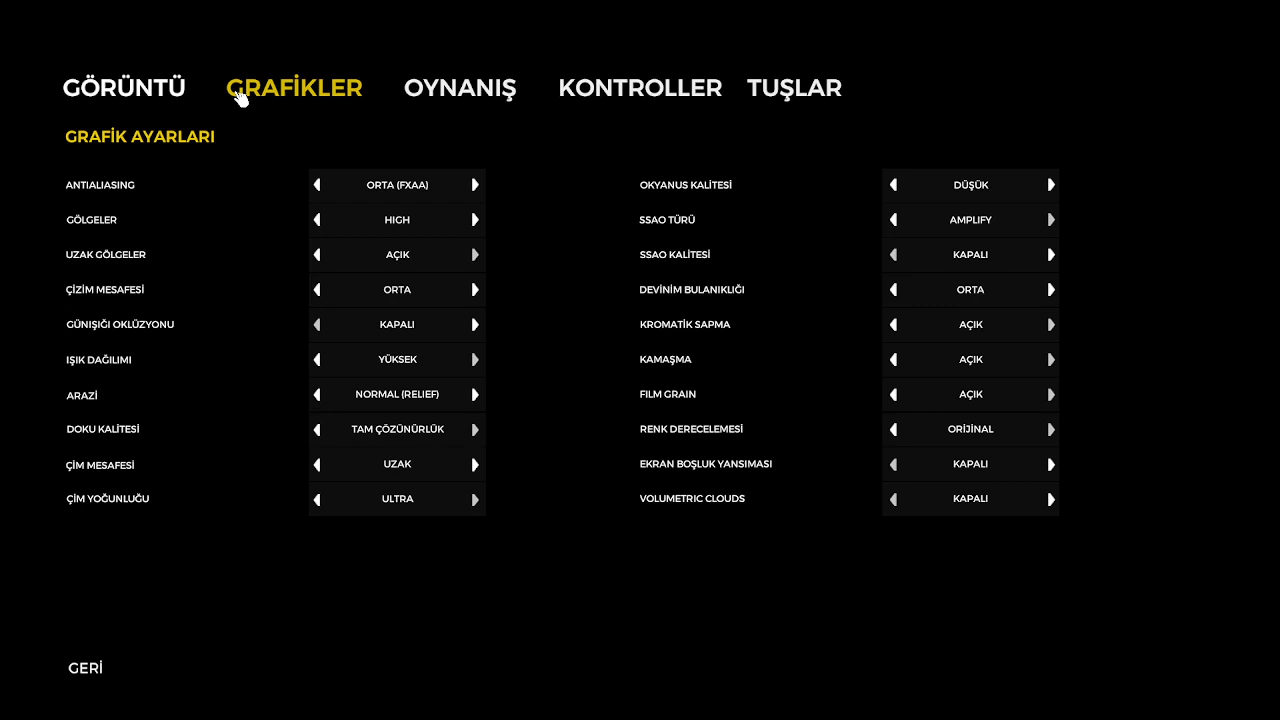 GÖRÜNTÜ GRAFİKLER OYNANIŞ KONTROLLER TUŞLAR
GRAFİK AYARLARI
ANTIALIASING ORTA (FXAA)
GÖLGELER HIGH
UZAK GÖLGELER AÇIK
ÇİZİM MESAFESİ ORTA
GÜNIŞIĞI OKLÜZYONU KAPALI
IŞIK DAĞILIMI YÜKSEK
ARAZİ NORMAL (RELIEF)
DOKU KALİTESİ TAM ÇÖZÜNÜRLÜK
ÇİM MESAFESİ UZAK
ÇİM YOĞUNLUĞU ULTRA
OKYANUS KALİTESİ DÜŞÜK
SSAO TÜRÜ AMPLIFY
SSAO KALİTESİ KAPALI
DEVİNİM BULANIKLIĞI ORTA
KROMATİK SAPMA AÇIK
KAMAŞMA AÇIK
FILM GRAIN AÇIK
RENK DERECELEMESİ ORİJİNAL
EKRAN BOŞLUK YANSIMASI KAPALI
VOLUMETRIC CLOUDS KAPALI
GERİ